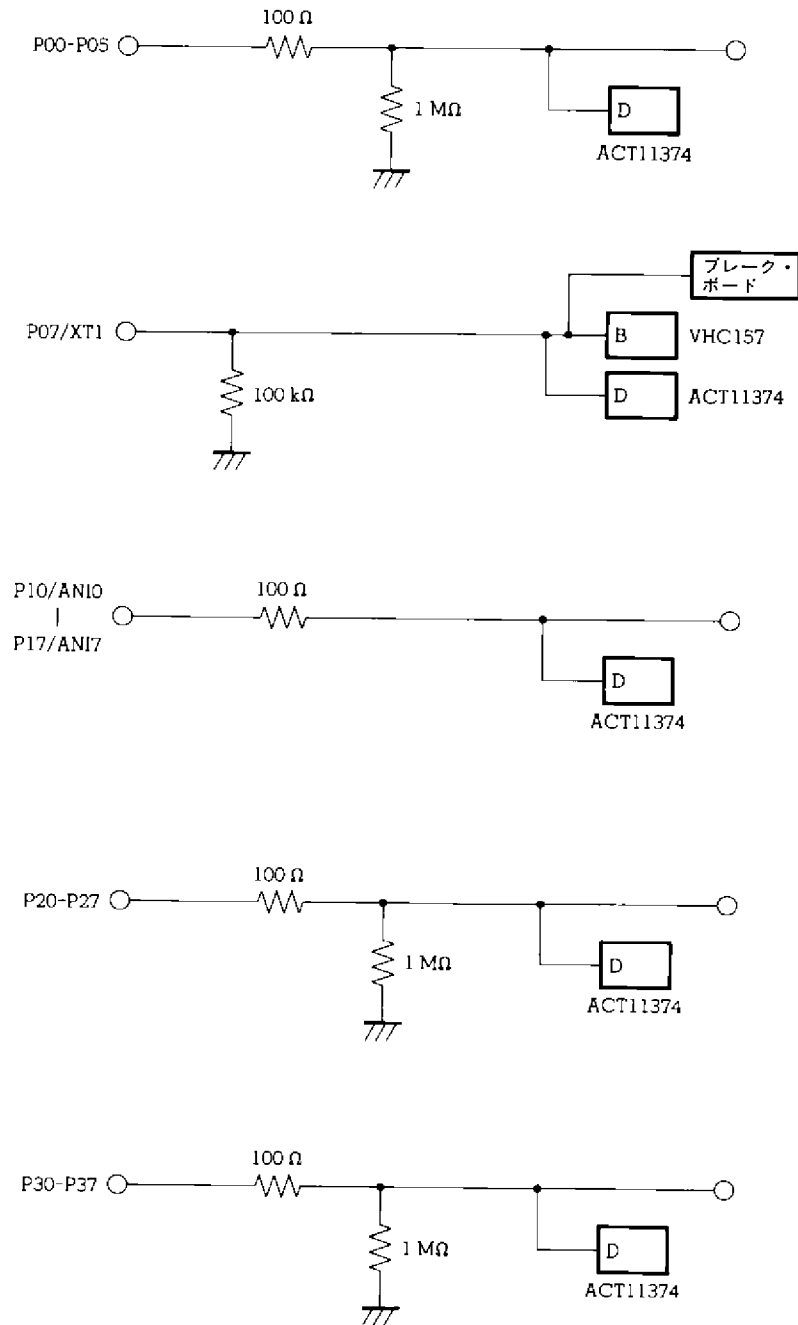 100 Ω
P00-P05
1 MΩ
D
ACT11374
ブレーク・
ボード
P07/XT1
B
VHC157
100 kΩ
D
ACT11374
P10/ANI0
|
P17/ANI7
100 Ω
D
ACT11374
100 Ω
P20-P27
1 MΩ
D
ACT11374
100 Ω
P30-P37
1 MΩ
D
ACT11374